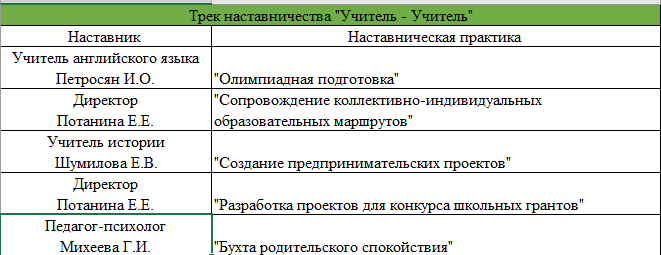 Трек наставничества "Учитель - Учитель"
Наставник
Наставническая практика
Учитель английского языка
Петросян И.О.
"Олимпиадная подготовка"
Директор
Потанина Е.Е.
"Сопровождение коллективно-индивидуальных
образовательных маршрутов"
Учитель истории
Шумилова Е.В.
"Создание предпринимательских проектов"
Директор
Потанина Е.Е.
"Разработка проектов для конкурса школьных грантов"
Педагог-психолог
Михеева Г.И.
"Бухта родительского спокойствия"